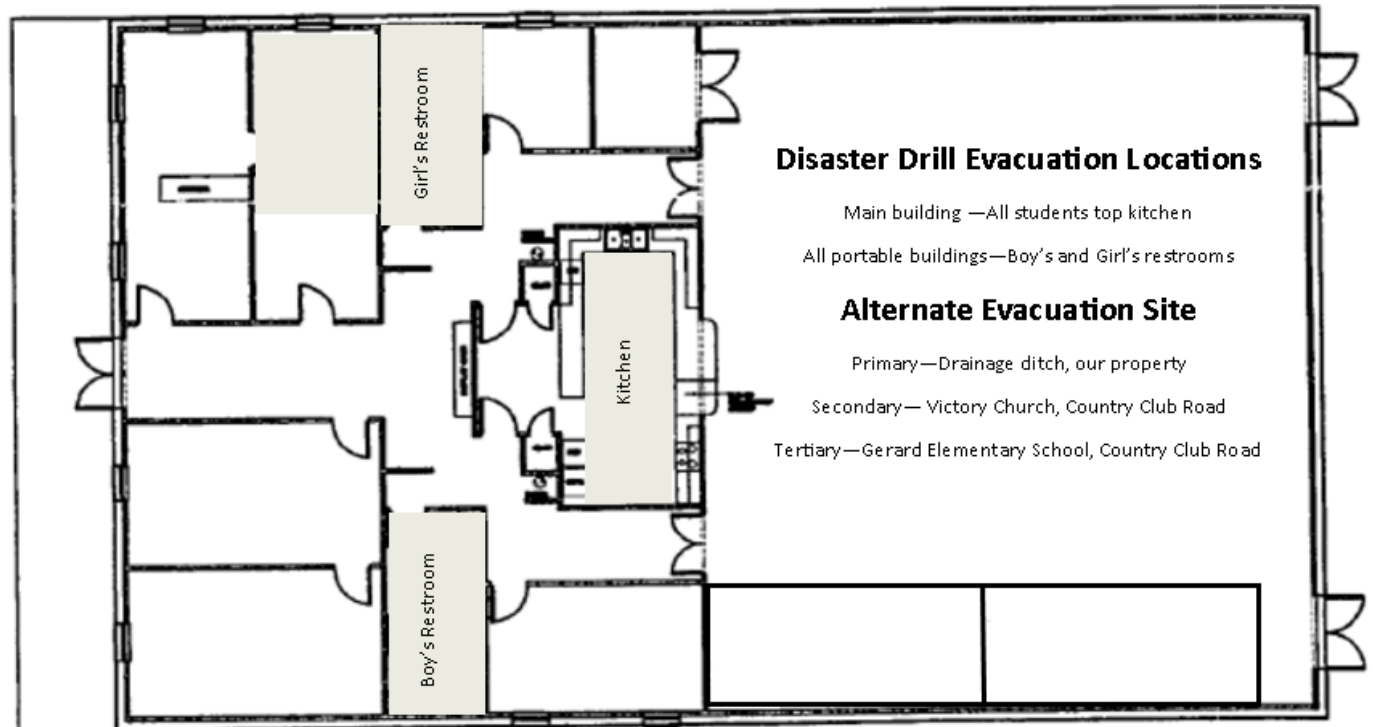 Girl's Restroom
Disaster Drill Evacuation Locations
Main building —All students top kitchen
All portable buildings—Boy's and Girl's restrooms
Alternate Evacuation Site
Primary—Drainage ditch, our property
Secondary— Victory Church, Country Club Road
Tertiary—Gerard Elementary School, Country Club Road
Kitchen
Boy's Restroom